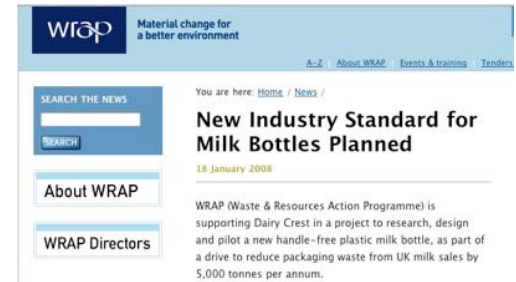 wrap
Material change for
a better environment
A-Z
About WRAP
Events & training
Tenders
SEARCH THE NEWS
SEARCH
About WRAP
WRAP Directors
You are here: Home / News /
New Industry Standard for
Milk Bottles Planned
18 January 2008
WRAP (Waste & Resources Action Programme) is
supporting Dairy Crest in a project to research, design
and pilot a new handle-free plastic milk bottle, as part of
a drive to reduce packaging waste from UK milk sales by
5,000 tonnes per annum.